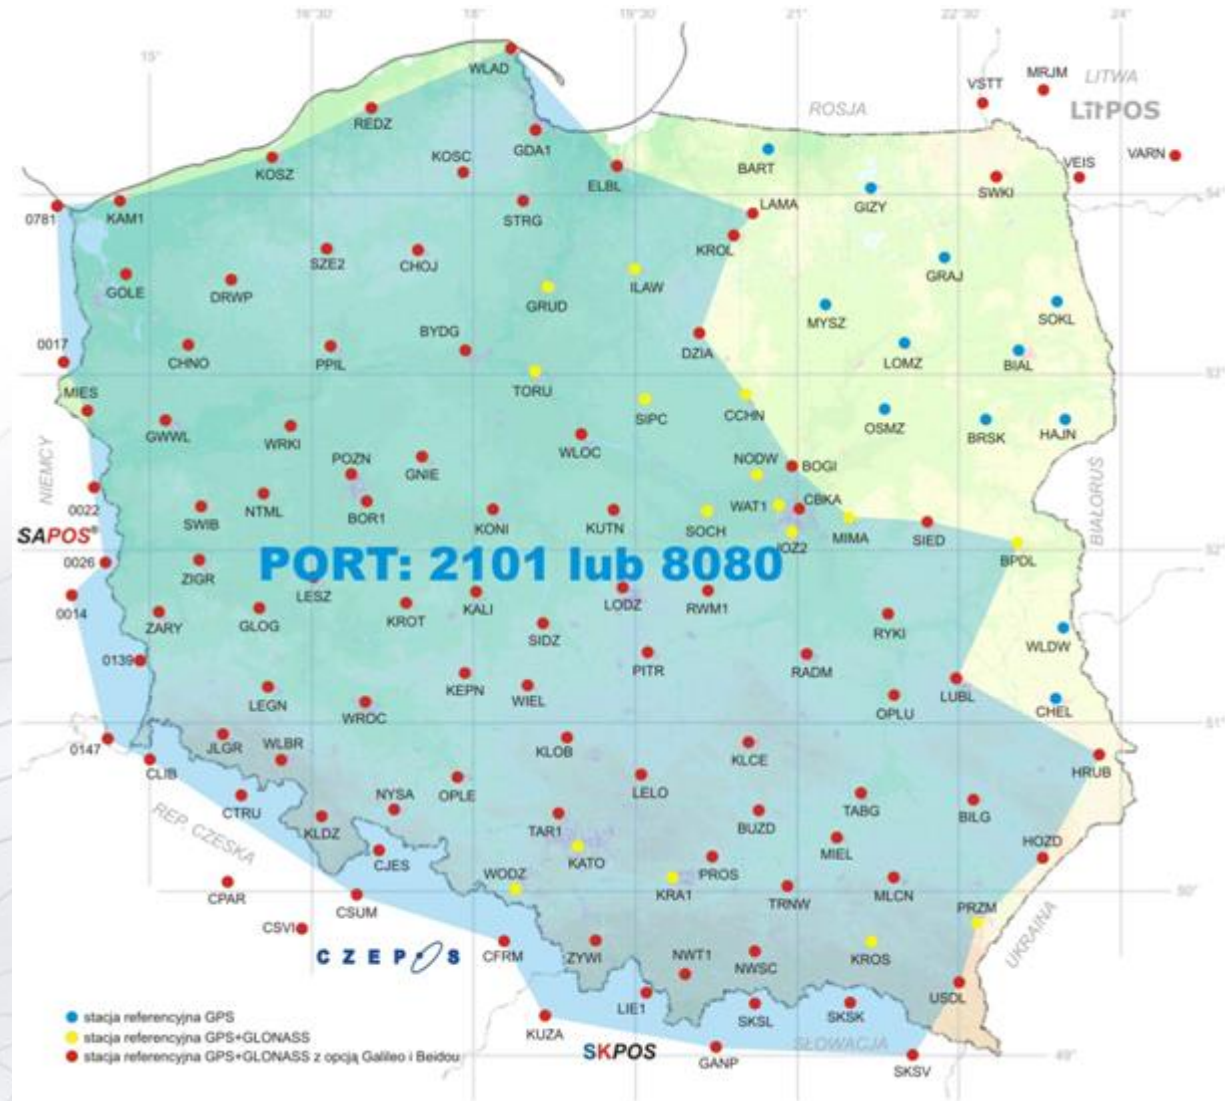 15°
16°30'
18°
19°30'
21°
22°30'
24°
WLAD
VSTT
MRJM
LITWA
LitPOS
REDZ
ROSJA
GDA1
KOSZ
KOSC
BART
VARN
VEIS
ELBL
SWKI
GIZY
0781
KAM1
STRG
LAMA
54°
KROL
SZE2
CHOJ
GOLE
DRWP
ILAW
GRAJ
GRUD
MYSZ
SOKL
BYDG
0017
CHNO
PPIL
DZIA
LOMZ
BIAL
53°
MIES
TORU
SIPC
CCHN
OSMZ
BRSK
HAJN
GWWL
WRKI
WLOC
NIEMCY
POZN
GNIE
NODW
BOGI
0022
SWIB
NTML
BOR1
KONI
KUTN
SOCH
WAT1
CBKA
MIMA
SIED
BIAŁORUŚ
SAPOS®
JOZ2
BPDL
52°
0026
ZIGR
PORT: 2101 lub 8080
LESZ
0014
ZARY
GLOG
KROT
KALI
LODZ
RWM1
SIDZ
RYKI
WLDW
0139
PITR
RADM
LEGN
KEPN
WIEL
LUBL
WROC
OPLU
CHEL
51°
0147
JLGR
WLBR
KLOB
KLCE
CLIB
HRUB
CTRU
NYSA
OPLE
LELO
REP. CZESKA
KLDZ
TAR1
BUZD
TABG
BILG
CJES
KATO
MIEL
HOZD
CPAR
WODZ
KRA1
PROS
TRNW
MLCN
50°
CSUM
PRZM
CSVI
CZEPOS
CFRM
ZYWI
NWT1
NWSC
KROS
UKRAINA
LIE1
USDL
stacja referencyjna GPS
KUZA
SKSL
SKSK
stacja referencyjna GPS+GLONASS
SKPOS
GANP
SŁOWACJA
stacja referencyjna GPS+GLONASS z opcją Galileo i Beidou
49°
SKSV